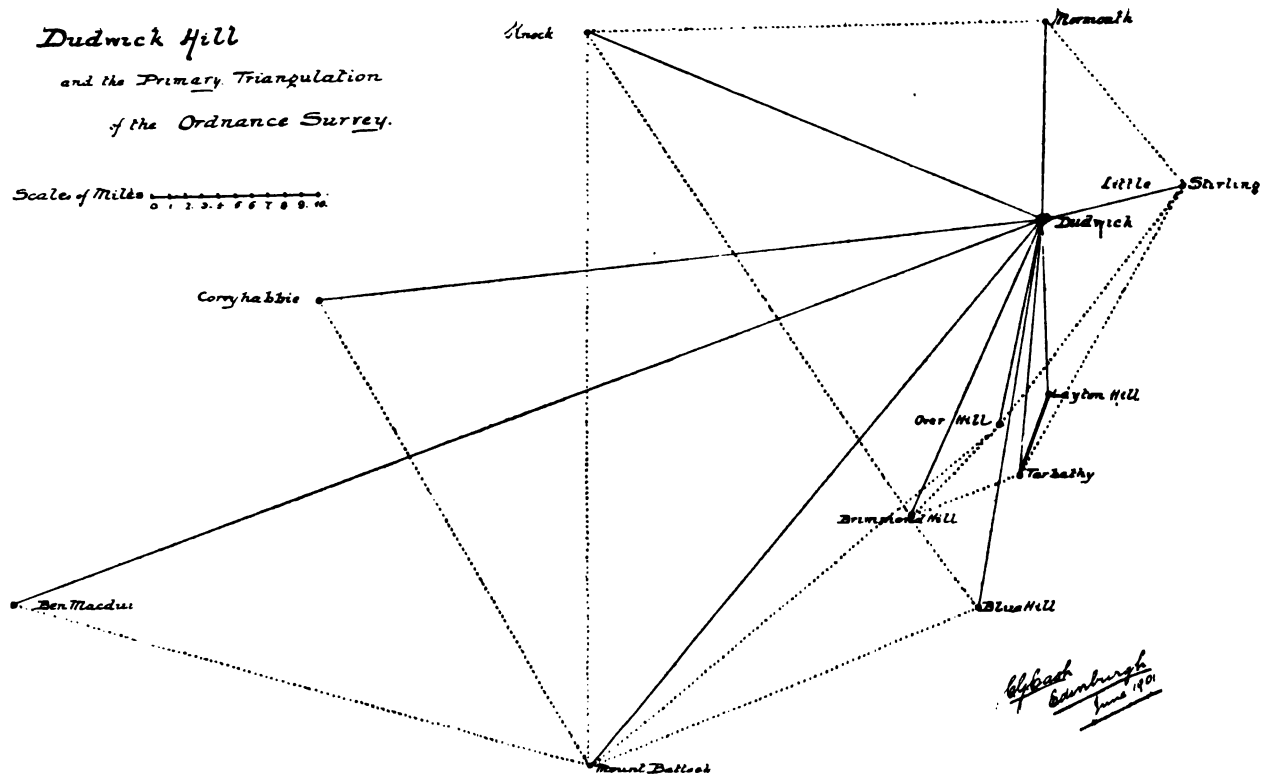 Dudwick Hill
and the Primary Triangulation
of the Ordnance Survey.
Scale of Miles
0 1 2 3 4 5 6 7 8 9 10
Knock
Mormouth
Little Stirling
Dudwick
Corryhabbie
Layton Hill
Over Hill
Tarbathy
Brimmond Hill
Ben Macdui
Blue Hill
Mount Battock
C.G. Cash
Edinburgh
June 1901